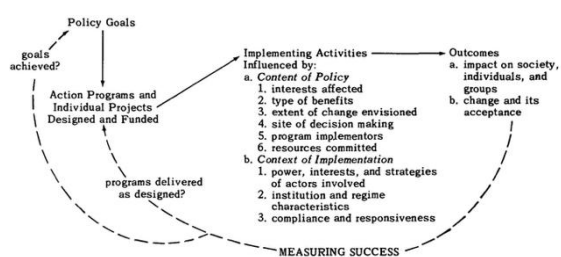 Policy Goals
goals
achieved?
Action Programs and
Individual Projects
Designed and Funded
programs delivered
as designed?
Implementing Activities
Influenced by:
a. Content of Policy
1. interests affected
2. type of benefits
3. extent of change envisioned
4. site of decision making
5. program implementors
6. resources committed
b. Context of Implementation
1. power, interests, and strategies
of actors involved
2. institution and regime
characteristics
3. compliance and responsiveness
Outcomes
a. impact on society,
individuals, and
groups
b. change and its
acceptance
MEASURING SUCCESS